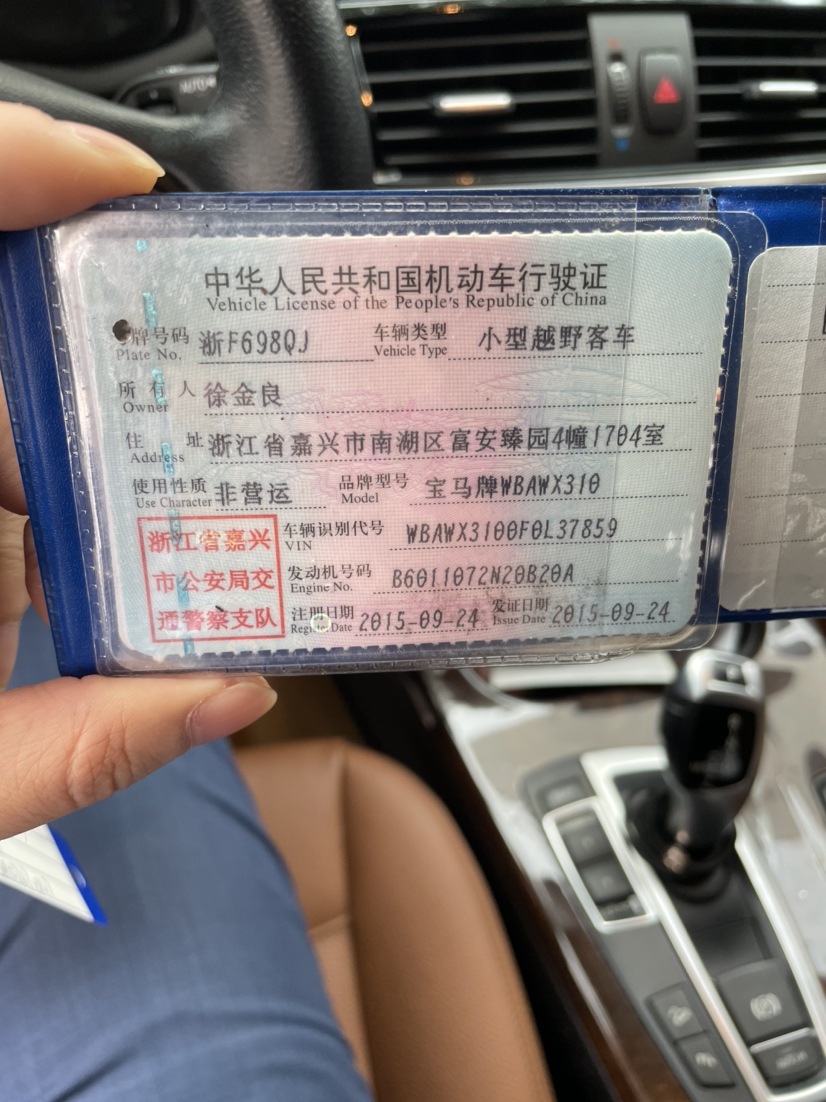 AUTO
中华人民共和国机动车行驶证
Vehicle License of the People's Republic of China
牌号码 浙F698QJ 车辆类型 小型越野客车
Plate No. Vehicle Type
所有人 徐金良
Owner
住址 浙江省嘉兴市南湖区富安臻园4幢1704室
Address
使用性质 非营运 品牌型号 宝马牌WBAWX310
Use Character Model
浙江省嘉兴 车辆识别代号 WBAWX3100F0L37859
VIN
市公安局交 发动机号码 B6011072N20B20A
Engine No.
通警察支队 注册日期 2015-09-24 发证日期 2015-09-24
Register Date Issue Date